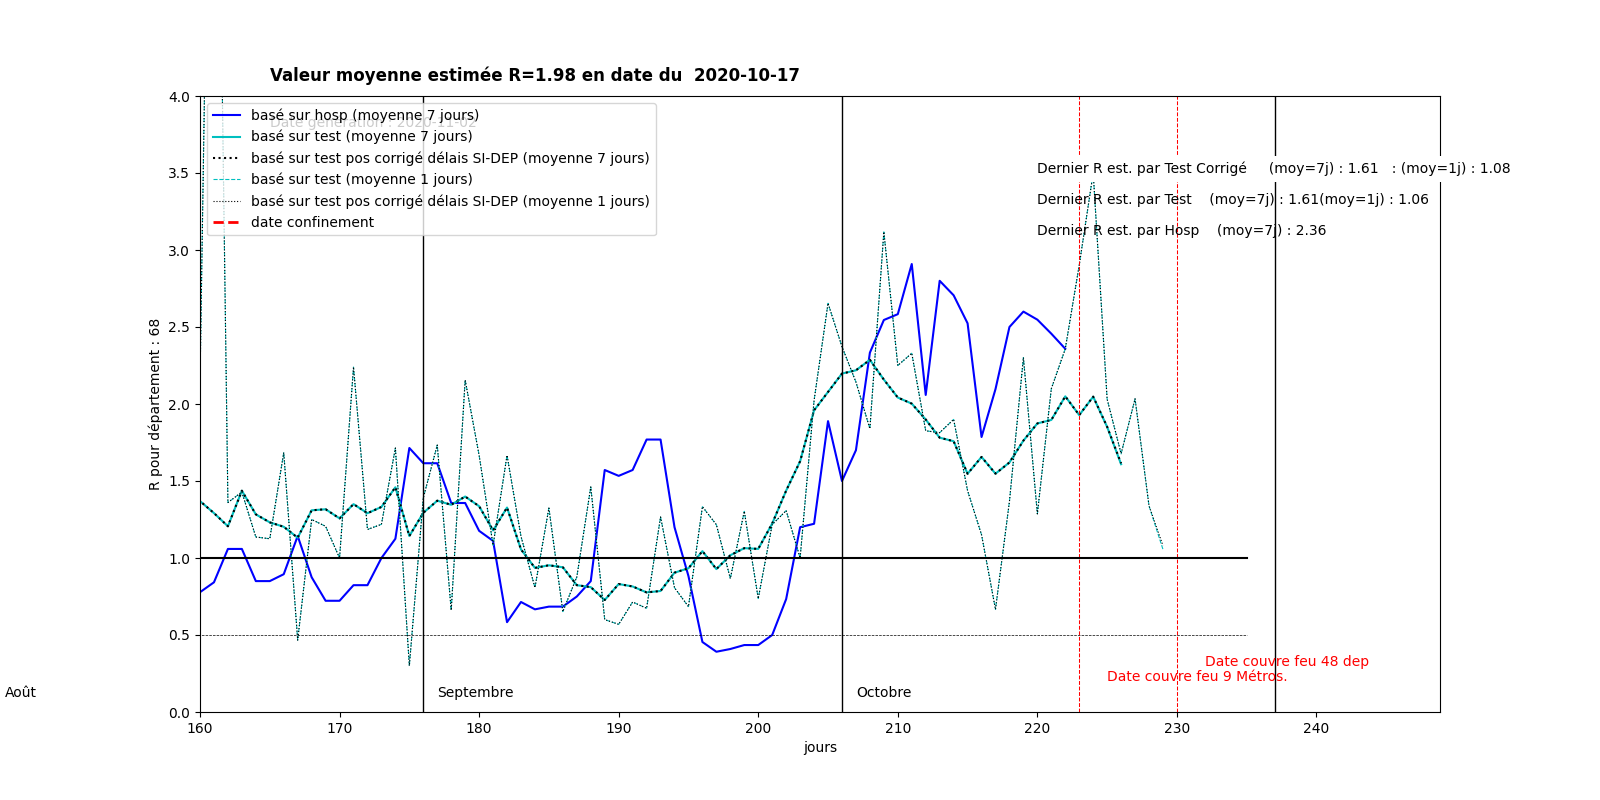 Valeur moyenne estimée R=1.98 en date du  2020-10-17
Date génération : 2020-11-02
basé sur hosp (moyenne 7 jours)
basé sur test (moyenne 7 jours)
basé sur test pos corrigé délais SI-DEP (moyenne 7 jours)
basé sur test (moyenne 1 jours)
basé sur test pos corrigé délais SI-DEP (moyenne 1 jours)
date confinement
Dernier R est. par Test Corrigé     (moy=7j) : 1.61   : (moy=1j) : 1.08
Dernier R est. par Test    (moy=7j) : 1.61(moy=1j) : 1.06
Dernier R est. par Hosp    (moy=7j) : 2.36
4.0
3.5
3.0
2.5
2.0
1.5
1.0
0.5
0.0
R pour département : 68
Date couvre feu 48 dep
Date couvre feu 9 Métros.
Août
Septembre
Octobre
160
170
180
190
200
210
220
230
240
jours